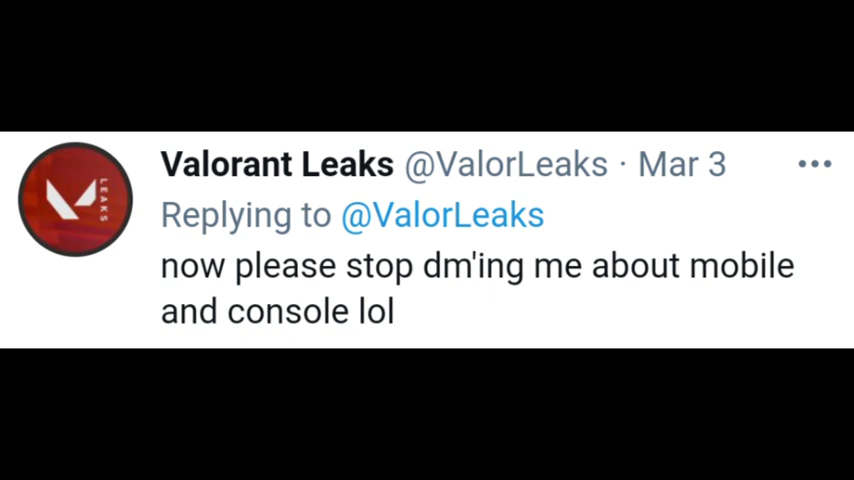 LEAKS
Valorant Leaks @ValorLeaks · Mar 3
Replying to @ValorLeaks
now please stop dm'ing me about mobile
and console lol